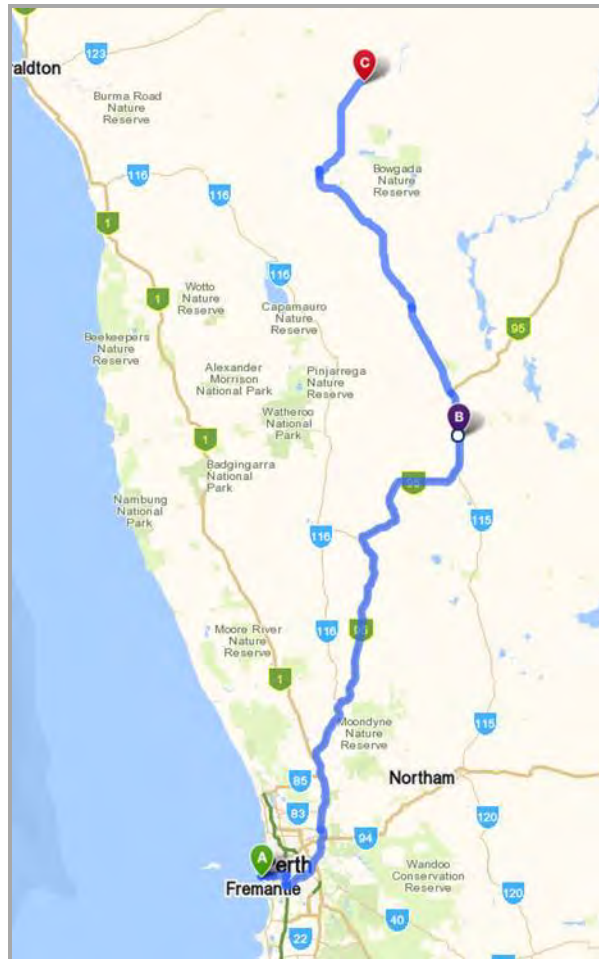 C
123
raldton
Burma Road
Nature
Reserve
116
Bowgada
Nature
Reserve
116
1
116
Wotto
Nature
Reserve
1
Capamauro
Nature
Reserve
95
Beekeepers
Nature
Reserve
Alexander
Morrison
National Park
Pinjarrega
Nature
Reserve
Watheroo
National
Park
B
1
Badgingarra
National
Park
95
Nambung
National
Park
115
116
Moore River
Nature
Reserve
116
95
1
Moondyne
Nature
Reserve
115
85
Northam
83
120
94
A
Perth
Fremantle
Wandoo
Conservation
Reserve
120
40
22